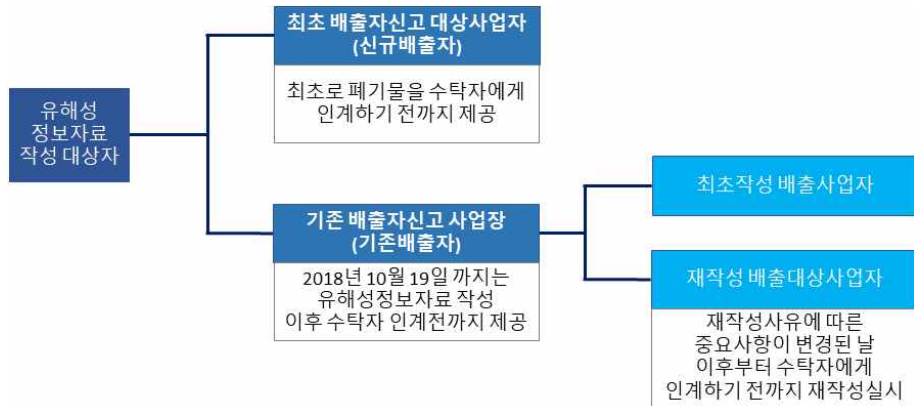 유해성
정보자료
작성 대상자
최초 배출자신고 대상사업자
(신규배출자)
최초로 폐기물을 수탁자에게
인계하기 전까지 제공
기존 배출자신고 사업장
(기존배출자)
2018년 10월 19일 까지는
유해성정보자료 작성
이후 수탁자 인계전까지 제공
최초작성 배출사업자
재작성 배출대상사업자
재작성사유에 따른
중요사항이 변경된 날
이후부터 수탁자에게
인계하기 전까지 재작성실시